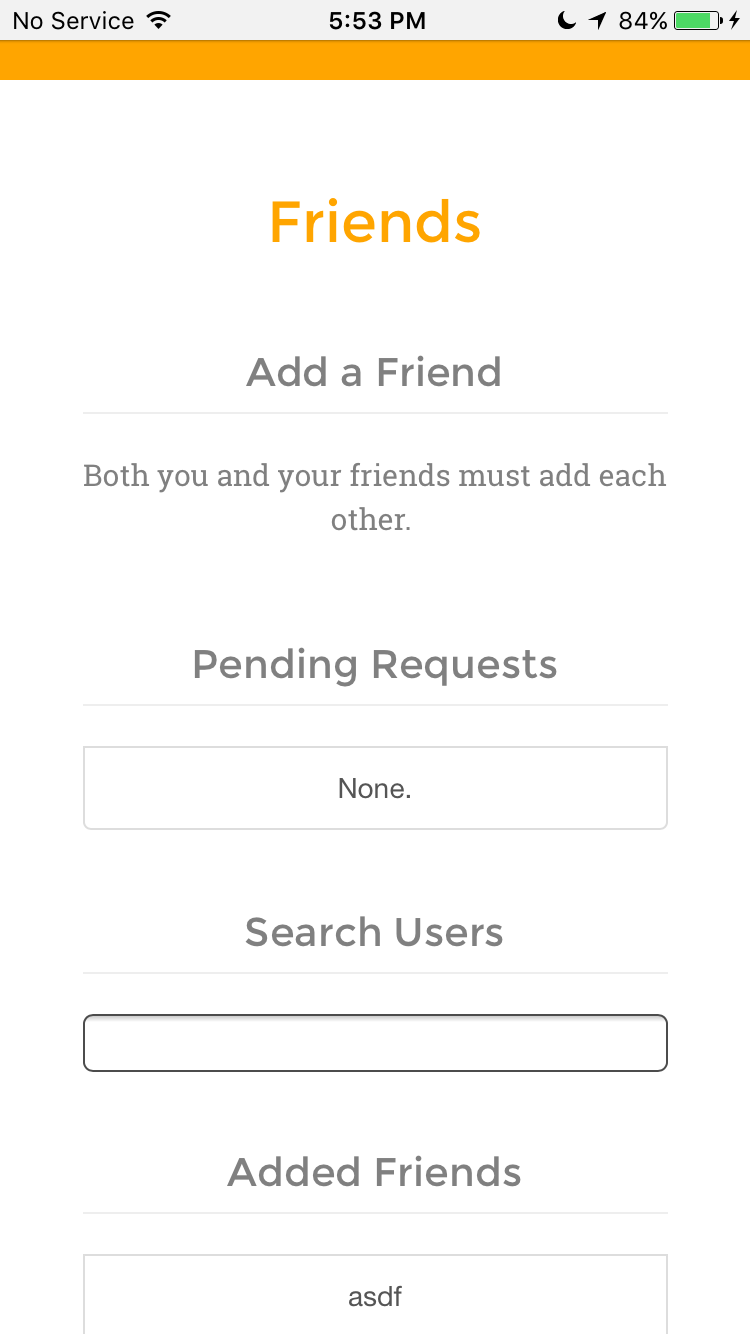 No Service 5:53 PM 84%
Friends
Add a Friend
Both you and your friends must add each
other.
Pending Requests
None.
Search Users
Added Friends
asdf